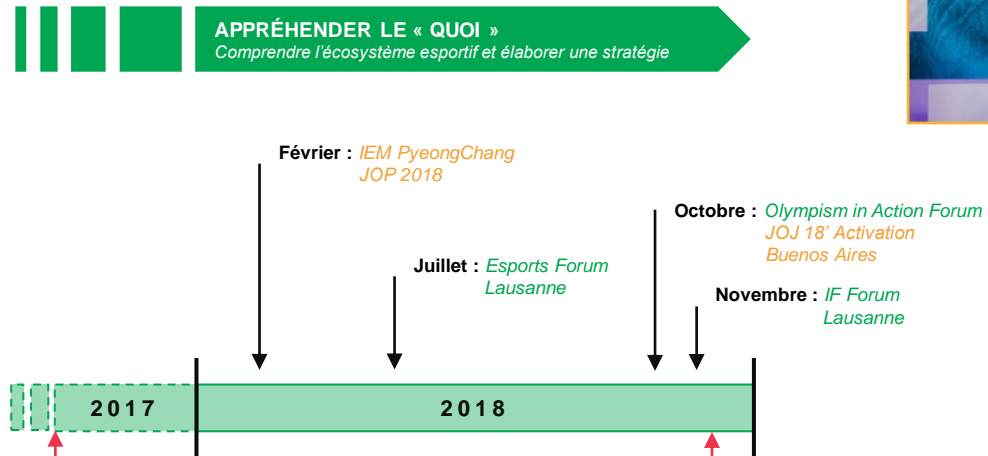 APPRÉHENDER LE « QUOI »
Comprendre l'écosystème esportif et élaborer une stratégie
Février : IEM PyeongChang
JOP 2018
Octobre : Olympism in Action Forum
JOJ 18' Activation
Buenos Aires
Juillet : Esports Forum
Lausanne
Novembre : IF Forum
Lausanne
2017
2018